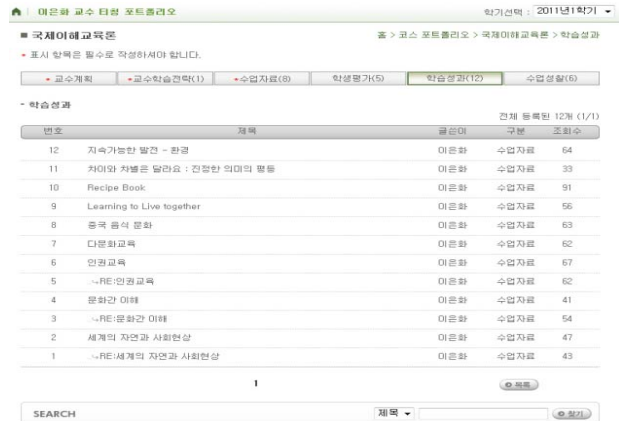 이은화 교수 티칭 포트폴리오 학기선택 : 2011년1학기
■ 국제이해교육론 홈 > 코스 포트폴리오 > 국제이해교육론 > 학습성과
• 표시 항목은 필수로 작성하셔야 합니다.
• 교수계획 •교수학습전략(1) •수업자료(8) 학생평가(5) 학습성과(12) 수업성찰(6)
- 학습성과
전체 등록된 12개 (1/1)
번호 제목 글쓴이 구분 조회수
12 지속가능한 발전 - 환경 이은화 수업자료 64
11 차이와 차별은 달라요 : 진정한 의미의 평등 이은화 수업자료 33
10 Recipe Book 이은화 수업자료 91
9 Learning to Live together 이은화 수업자료 56
8 중국 음식 문화 이은화 수업자료 63
7 다문화교육 이은화 수업자료 62
6 인권교육 이은화 수업자료 67
5 ↪RE:인권교육 이은화 수업자료 62
4 문화간 이해 이은화 수업자료 41
3 ↪RE:문화간 이해 이은화 수업자료 54
2 세계의 자연과 사회현상 이은화 수업자료 47
1 ↪RE:세계의 자연과 사회현상 이은화 수업자료 43
1 목록
SEARCH 제목 찾기